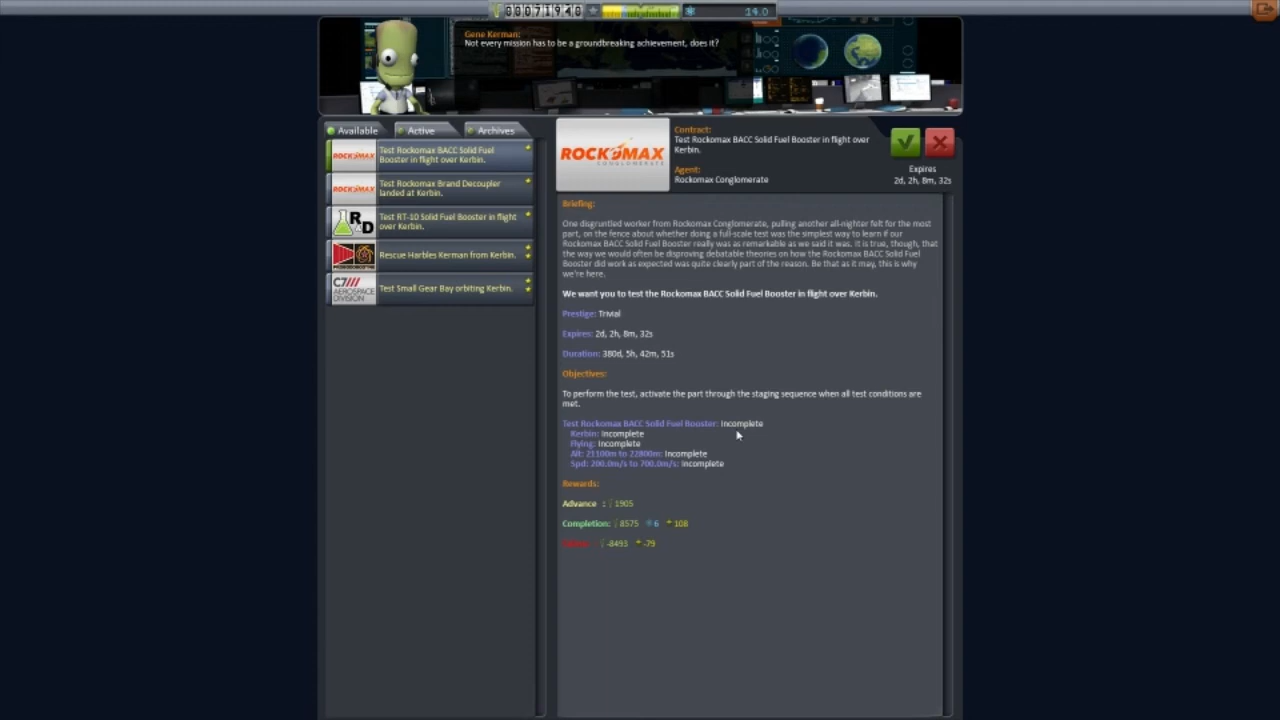 14.0
Gene Kerman:
Not every mission has to be a groundbreaking achievement, does it?
Available
Active
Archives
Test Rockomax BACC Solid Fuel
Booster in flight over Kerbin.
Test Rockomax Brand Decoupler
landed at Kerbin.
Test RT-10 Solid Fuel Booster in flight
over Kerbin.
Rescue Harbles Kerman from Kerbin.
Test Small Gear Bay orbiting Kerbin.
ROCKOMAX
ROCKOMAX
R
D
C7///
AEROSPACE
DIVISION
ROCKOMAX
CONGLOMERATE
Contract:
Test Rockomax BACC Solid Fuel Booster in flight over
Kerbin.
Agent:
Rockomax Conglomerate
Expires
2d, 2h, 8m, 32s
Briefing:
One disgruntled worker from Rockomax Conglomerate, pulling another all-nighter felt for the most
part, on the fence about whether doing a full-scale test was the simplest way to learn if our
Rockomax BACC Solid Fuel Booster really was as remarkable as we said it was. It is true, though, that
the way we would often be disproving debatable theories on how the Rockomax BACC Solid Fuel
Booster did work as expected was quite clearly part of the reason. Be that as it may, this is why
we're here.
We want you to test the Rockomax BACC Solid Fuel Booster in flight over Kerbin.
Prestige: Trivial
Expires: 2d, 2h, 8m, 32s
Duration: 380d, 5h, 42m, 51s
Objectives:
To perform the test, activate the part through the staging sequence when all test conditions are
met.
Test Rockomax BACC Solid Fuel Booster: Incomplete
Kerbin: Incomplete
Flying: Incomplete
Alt: 21100m to 22800m: Incomplete
Spd: 200.0m/s to 700.0m/s: Incomplete
Rewards:
Advance : 1905
Completion: 8575 6 108
-8493 -79